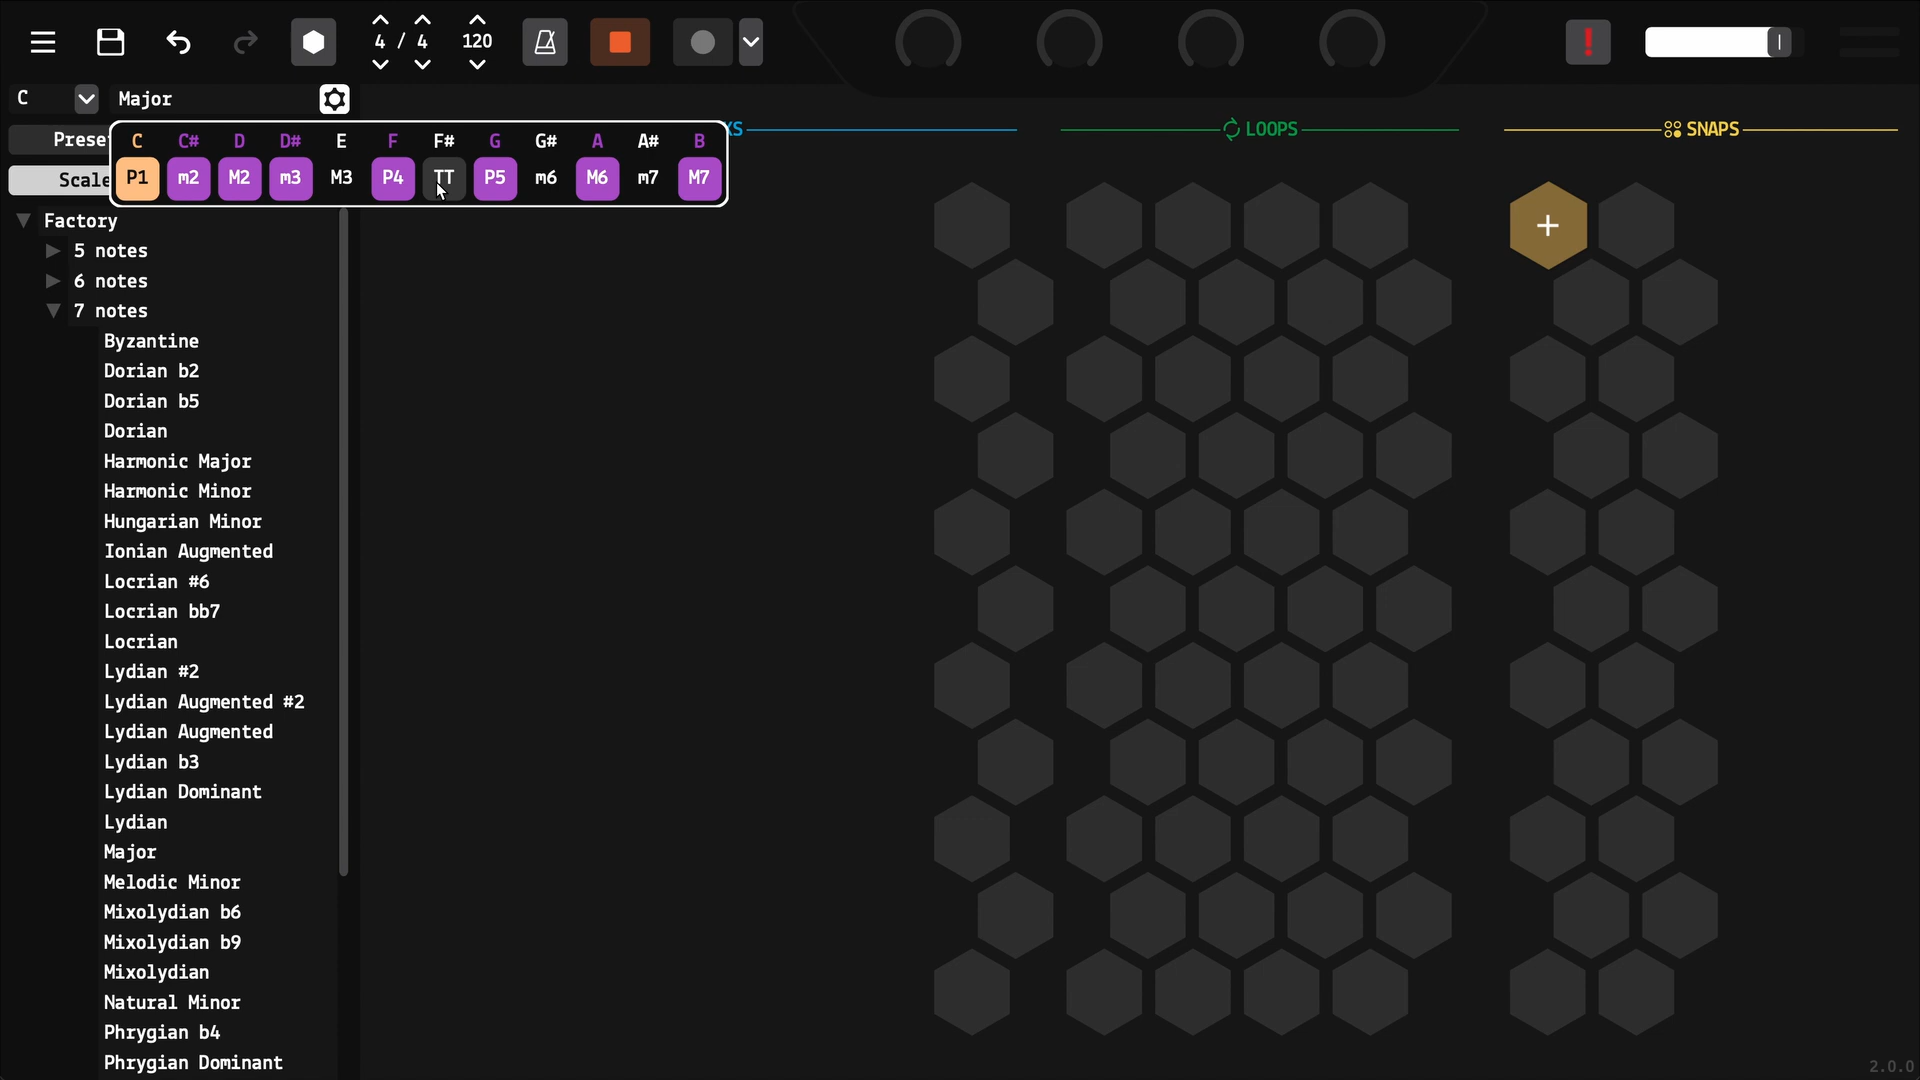 4 / 4 120
C Major
Prese
Scale
C C# D D# E F F# G G# A A# B
P1 m2 M2 m3 M3 P4 TT P5 m6 M6 m7 M7
KS
LOOPS
SNAPS
Factory
5 notes
6 notes
7 notes
Byzantine
Dorian b2
Dorian b5
Dorian
Harmonic Major
Harmonic Minor
Hungarian Minor
Ionian Augmented
Locrian #6
Locrian bb7
Locrian
Lydian #2
Lydian Augmented #2
Lydian Augmented
Lydian b3
Lydian Dominant
Lydian
Major
Melodic Minor
Mixolydian b6
Mixolydian b9
Mixolydian
Natural Minor
Phrygian b4
Phrygian Dominant
2.0.0